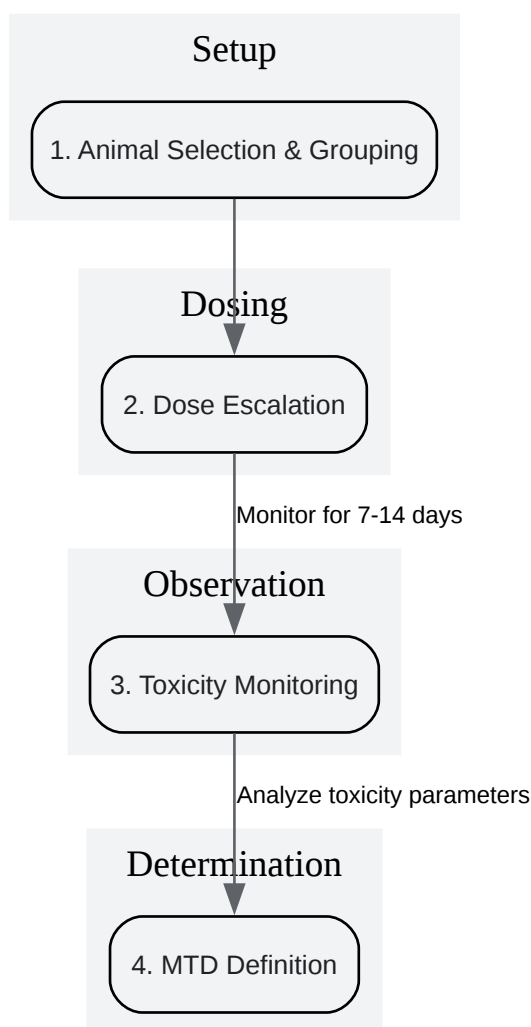 Setup
1. Animal Selection & Grouping
Dosing
2. Dose Escalation
Monitor for 7-14 days
Observation
3. Toxicity Monitoring
Analyze toxicity parameters
Determination
4. MTD Definition